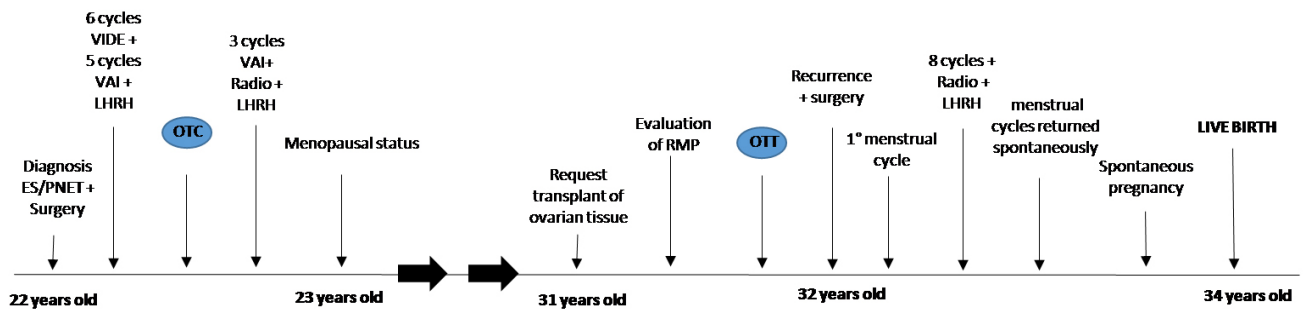 6 cycles
VIDE +
5 cycles
VAI +
LHRH
OTC
3 cycles
VAI+
Radio +
LHRH
Menopausal status
Diagnosis
ES/PNET +
Surgery
Request
transplant of
ovarian tissue
Evaluation
of RMP
OTT
Recurrence
+ surgery
1° menstrual
cycle
8 cycles +
Radio +
LHRH
menstrual
cycles returned
spontaneously
Spontaneous
pregnancy
LIVE BIRTH
22 years old
23 years old
31 years old
32 years old
34 years old